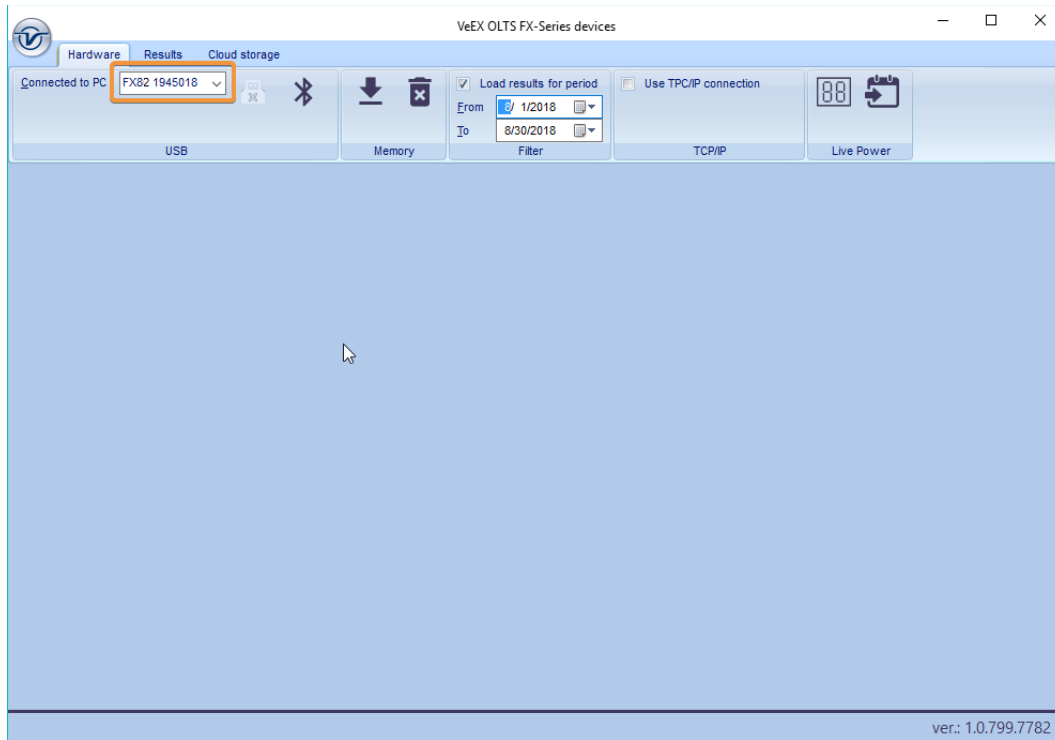 VeEX OLTS FX-Series devices
Hardware Results Cloud storage
Connected to PC FX82 1945018
Load results for period
Use TPC/IP connection
88
From 8/ 1/2018
To 8/30/2018
USB Memory Filter TCP/IP Live Power
ver.: 1.0.799.7782